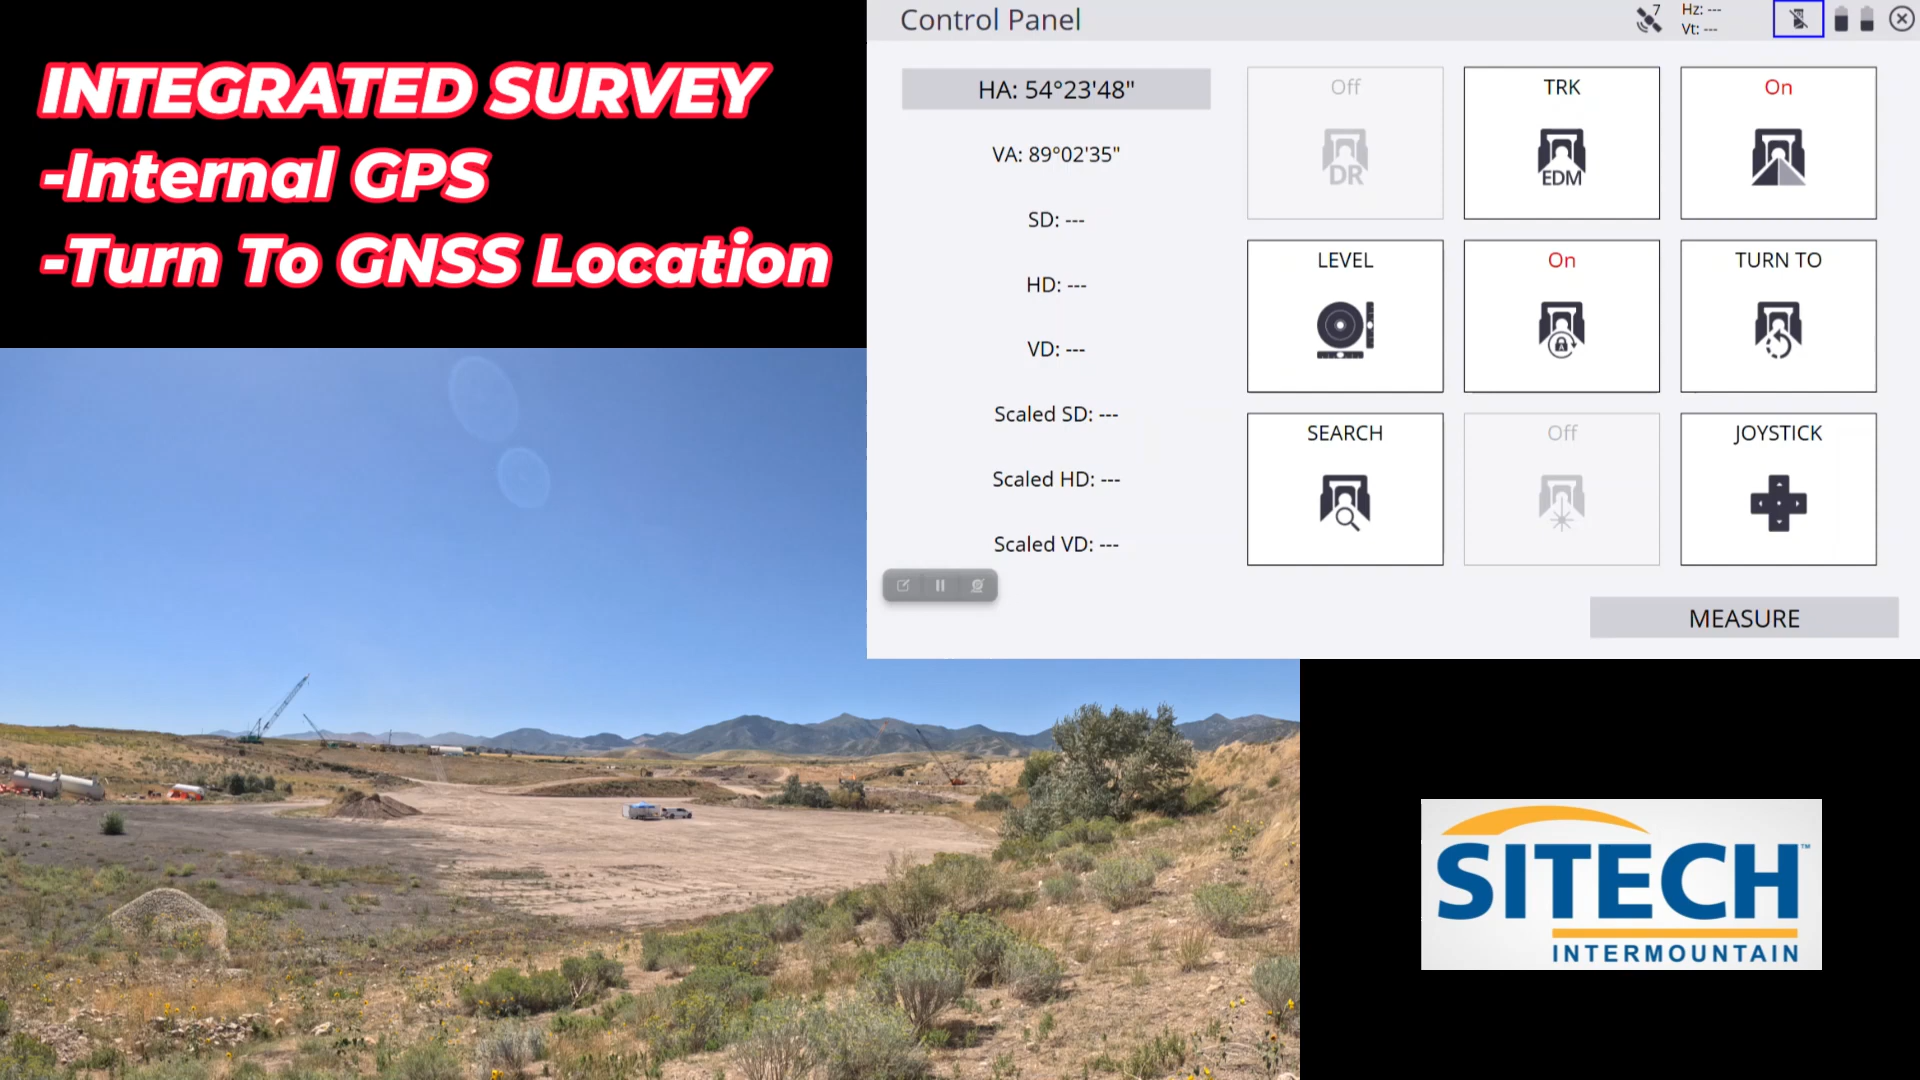 INTEGRATED SURVEY
-Internal GPS
-Turn To GNSS Location
Control Panel
7
Hz: ---
Vt: ---
HA: 54°23'48"
VA: 89°02'35"
SD: ---
HD: ---
VD: ---
Scaled SD: ---
Scaled HD: ---
Scaled VD: ---
Off
DR
TRK
EDM
On
LEVEL
On
TURN TO
SEARCH
Off
JOYSTICK
MEASURE
SITECH™
INTERMOUNTAIN